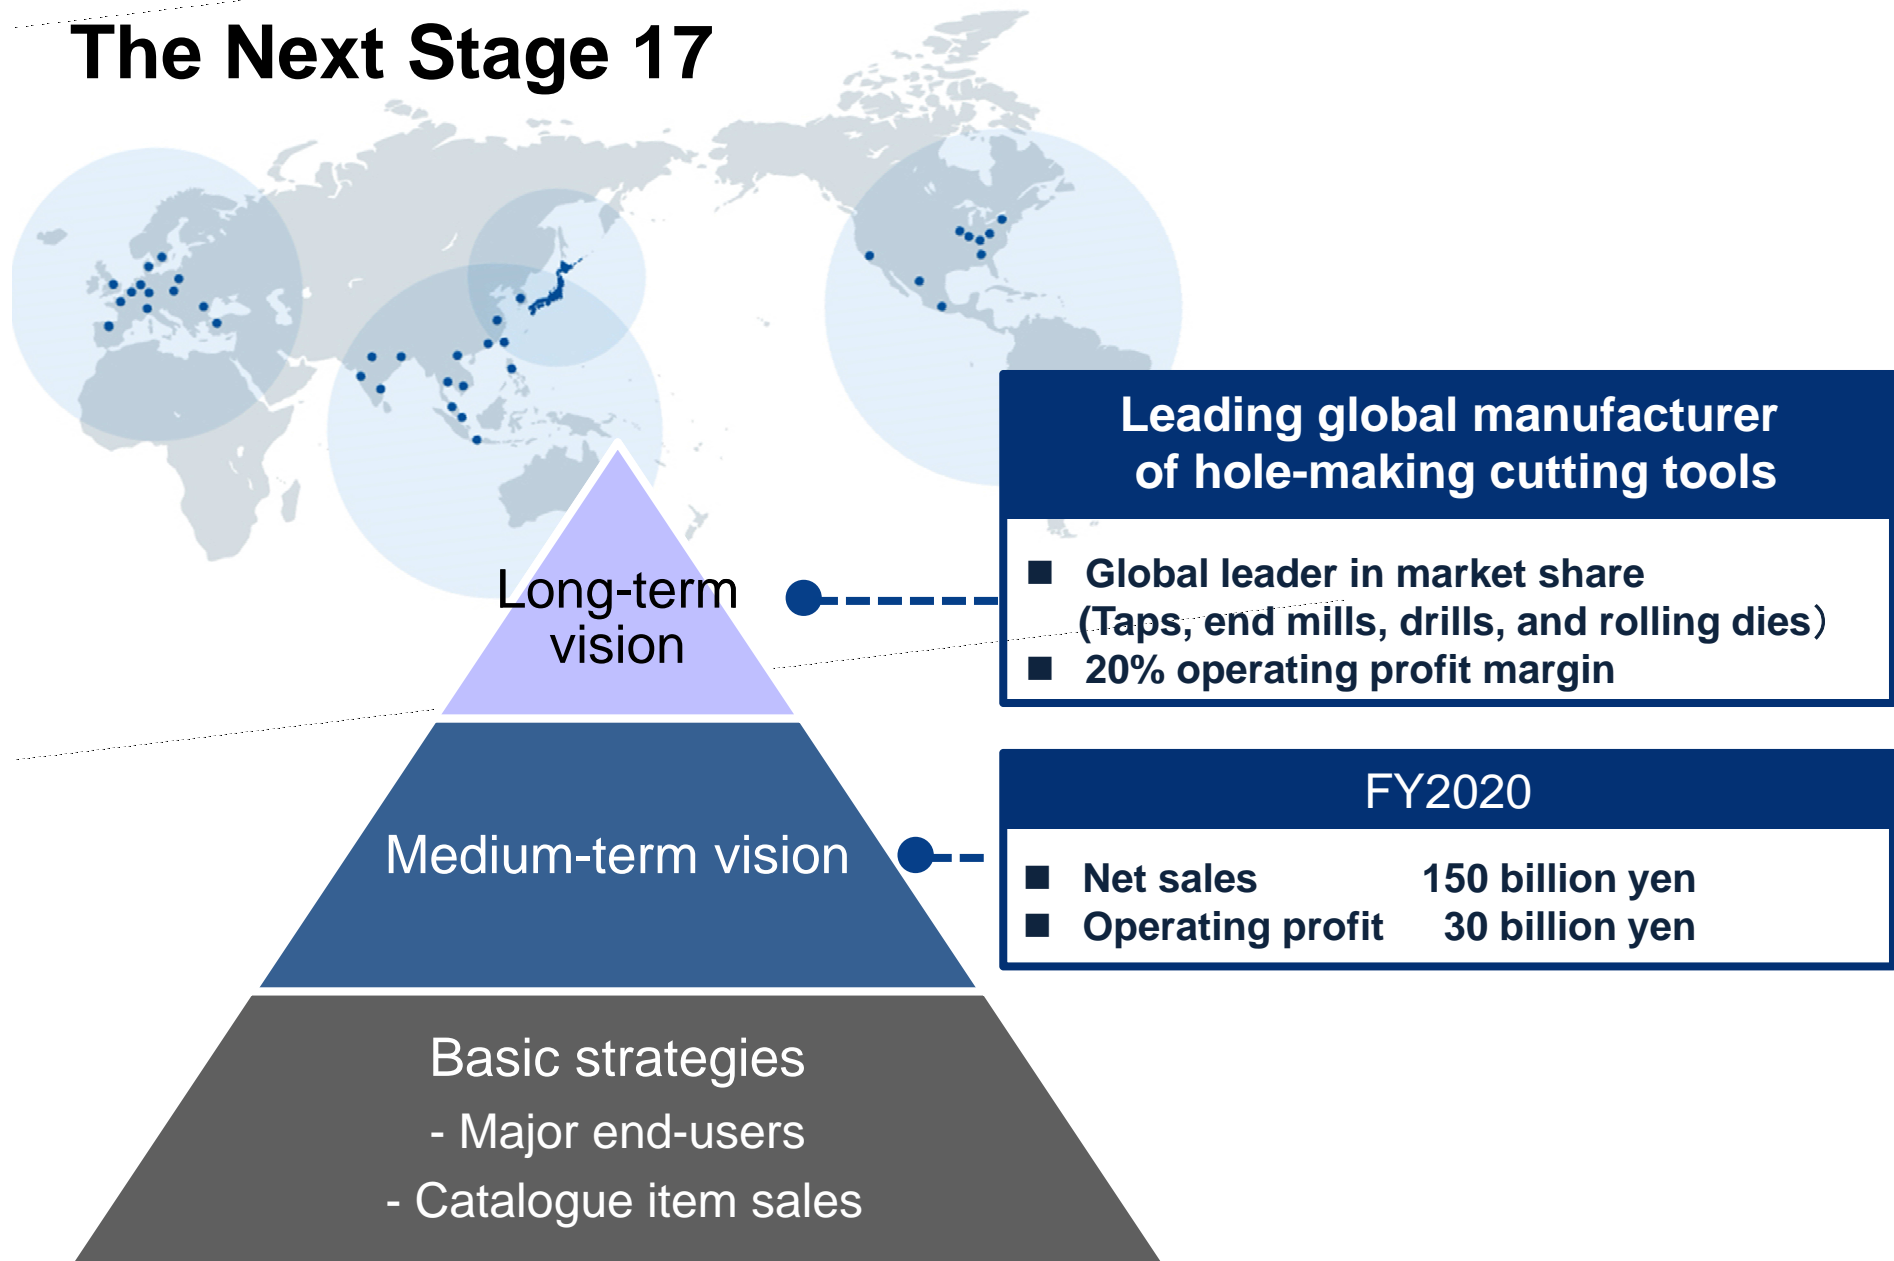 The Next Stage 17
Leading global manufacturer
of hole-making cutting tools
■ Global leader in market share
(Taps, end mills, drills, and rolling dies）
■ 20% operating profit margin
Long-term
vision
FY2020
■ Net sales 150 billion yen
■ Operating profit 30 billion yen
Medium-term vision
Basic strategies
- Major end-users
- Catalogue item sales